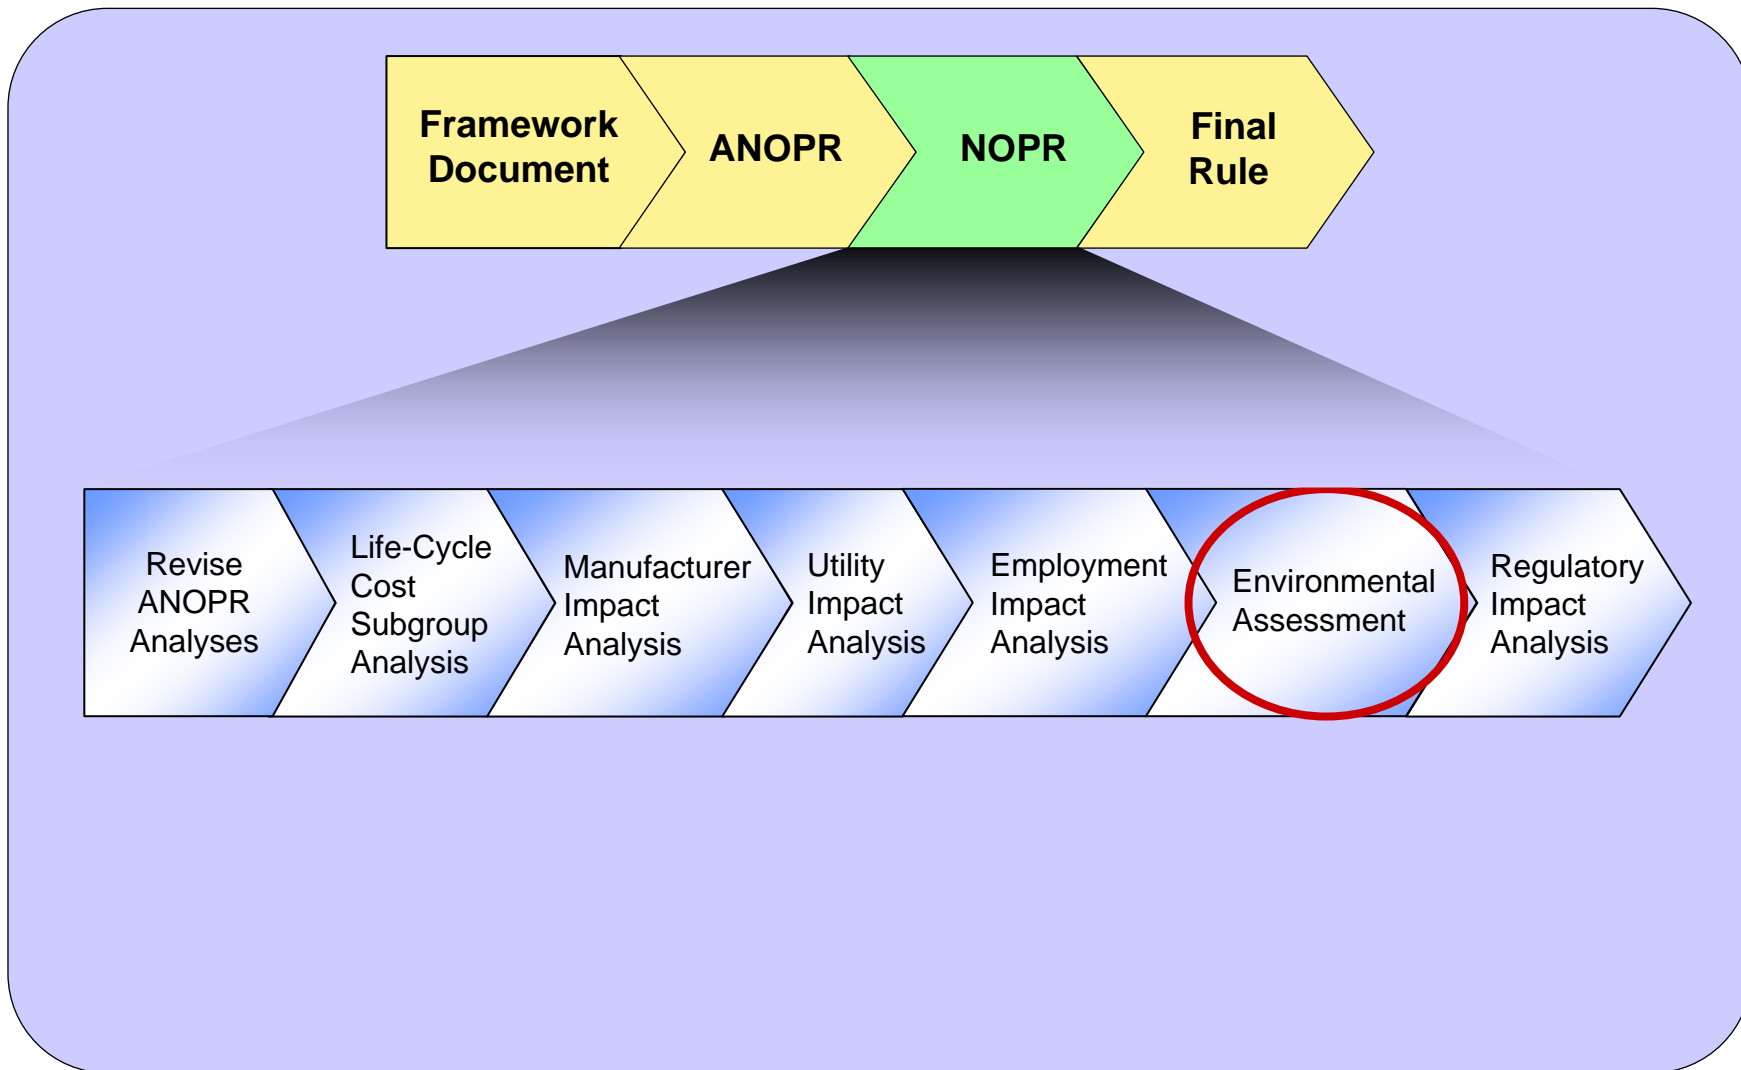 Framework
Document
ANOPR
NOPR
Final
Rule
Revise
ANOPR
Analyses
Life-Cycle
Cost
Subgroup
Analysis
Manufacturer
Impact
Analysis
Utility
Impact
Analysis
Employment
Impact
Analysis
Environmental
Assessment
Regulatory
Impact
Analysis